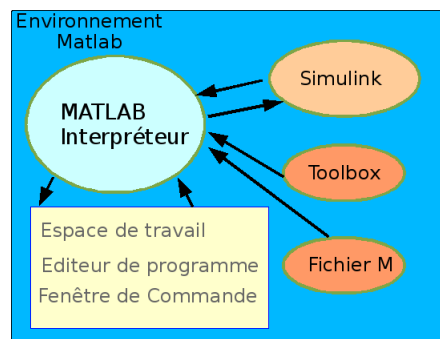 Environnement
Matlab
MATLAB
Interpréteur
Simulink
Toolbox
Fichier M
Espace de travail
Editeur de programme
Fenêtre de Commande